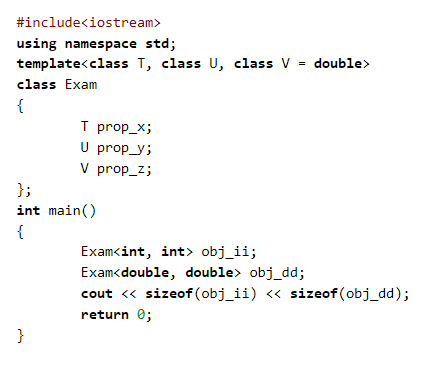 #include<iostream>
using namespace std;
template<class T, class U, class V = double>
class Exam
{
        T prop_x;
        U prop_y;
        V prop_z;
};
int main()
{
        Exam<int, int> obj_ii;
        Exam<double, double> obj_dd;
        cout << sizeof(obj_ii) << sizeof(obj_dd);
        return 0;
}